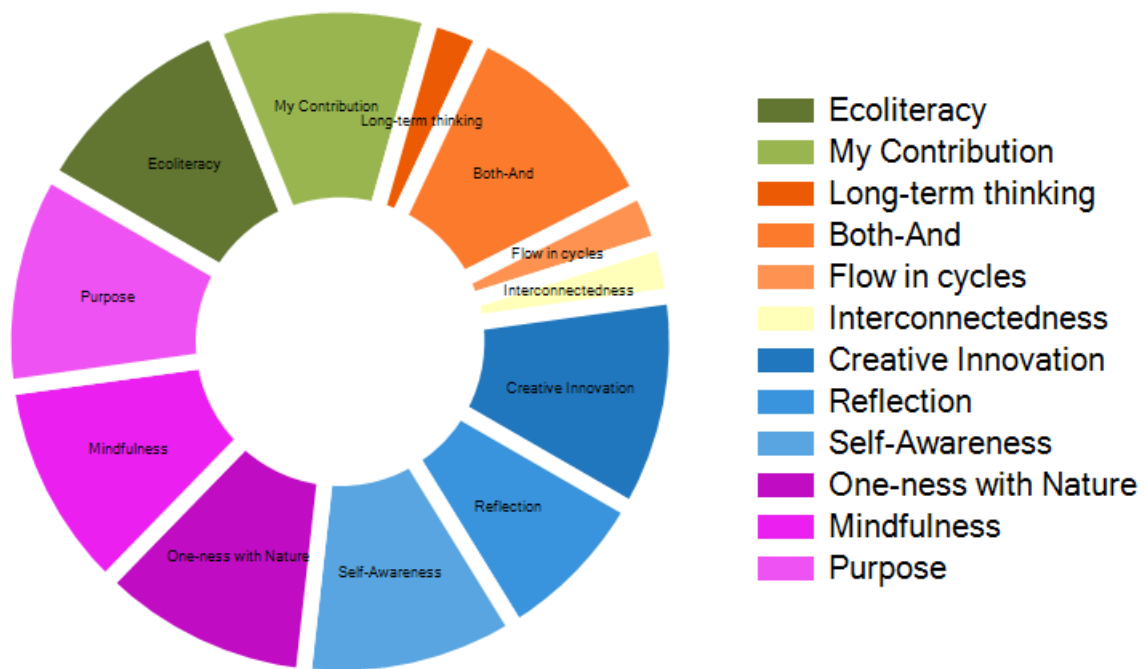 My Contribution
Long-term thinking
Ecoliteracy
Both-And
Flow in cycles
Purpose
Interconnectedness
Creative Innovation
Mindfulness
Reflection
One-ness with Nature
Self-Awareness
Ecoliteracy
My Contribution
Long-term thinking
Both-And
Flow in cycles
Interconnectedness
Creative Innovation
Reflection
Self-Awareness
One-ness with Nature
Mindfulness
Purpose